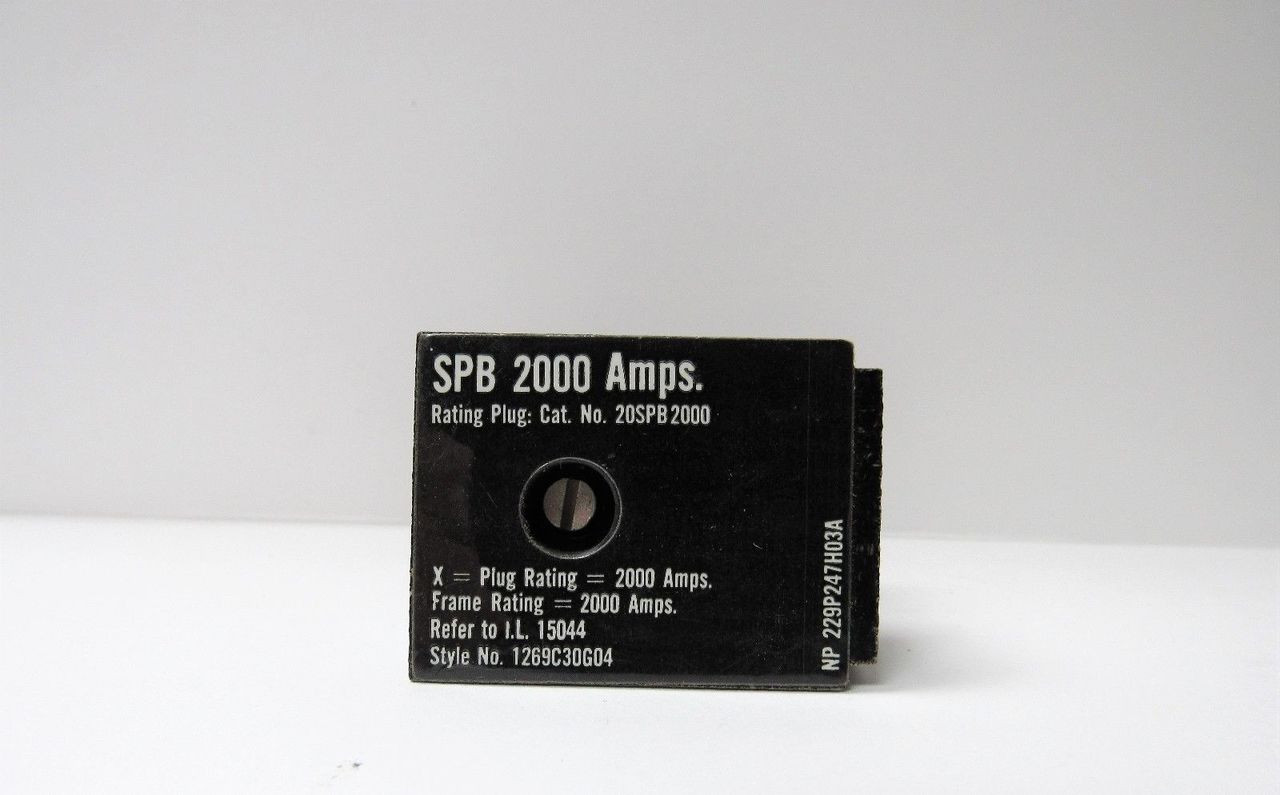 SPB 2000 Amps.
Rating Plug: Cat. No. 20SPB2000
X = Plug Rating = 2000 Amps.
Frame Rating = 2000 Amps.
Refer to I.L. 15044
Style No. 1269C30G04
NP 229P247H03A